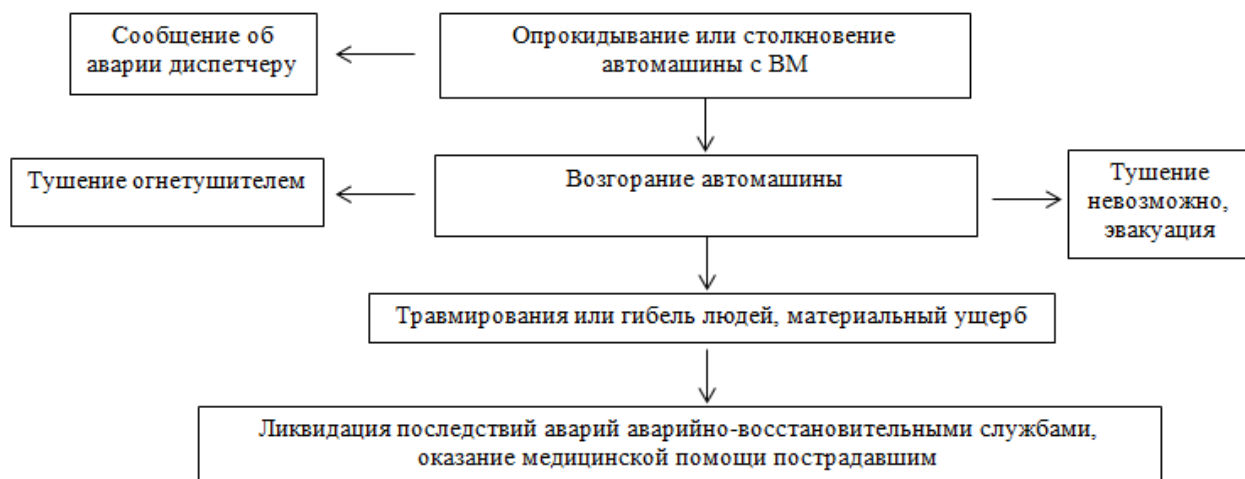 Сообщение об
аварии диспетчеру
Опрокидывание или столкновение
автомашины с ВМ
Тушение огнетушителем
Возгорание автомашины
Тушение
невозможно,
эвакуация
Травмирования или гибель людей, материальный ущерб
Ликвидация последствий аварий аварийно-восстановительными службами,
оказание медицинской помощи пострадавшим